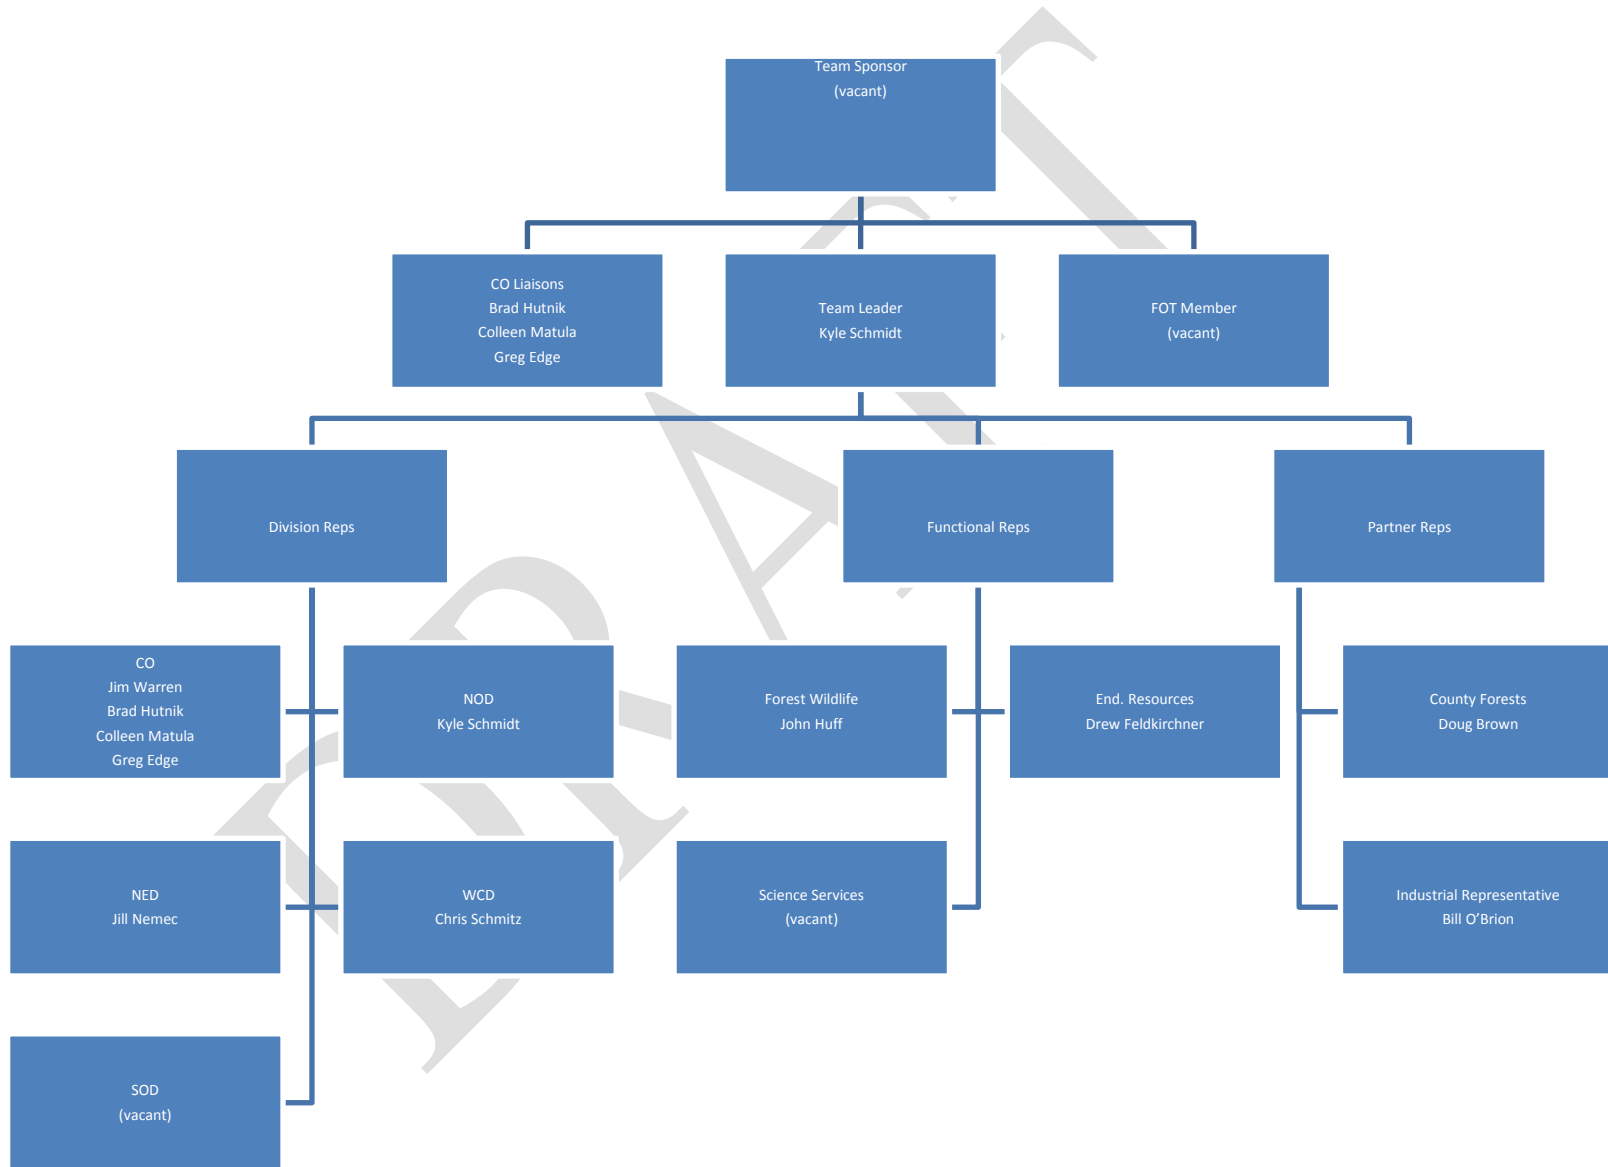 Team Sponsor
(vacant)
CO Liaisons
Brad Hutnik
Colleen Matula
Greg Edge
Team Leader
Kyle Schmidt
FOT Member
(vacant)
Division Reps
Functional Reps
Partner Reps
CO
Jim Warren
Brad Hutnik
Colleen Matula
Greg Edge
NOD
Kyle Schmidt
Forest Wildlife
John Huff
End. Resources
Drew Feldkirchner
County Forests
Doug Brown
NED
Jill Nemec
WCD
Chris Schmitz
Science Services
(vacant)
Industrial Representative
Bill O’Brion
SOD
(vacant)
DRAFT